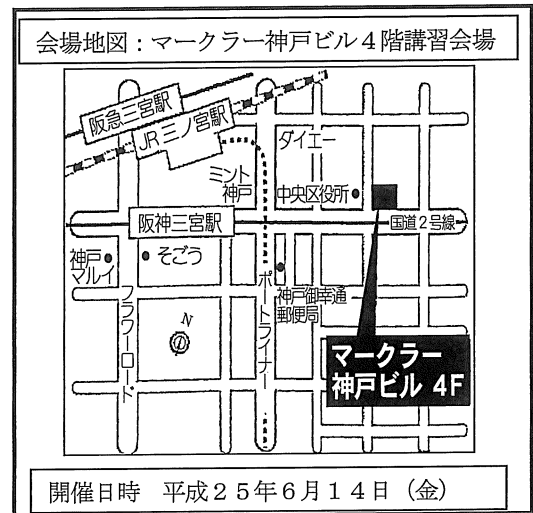 会場地図：マークラー神戸ビル４階講習会場
阪急三宮駅
JR三ノ宮駅
ダイエー
ミント
神戸
中央区役所
阪神三宮駅
国道2号線
神戸
マルイ
そごう
フラワーロード
ポートライナー
神戸御幸通
郵便局
N
マークラー
神戸ビル 4F
開催日時　平成２５年６月１４日（金）